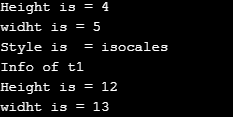 Height is = 4
widht is = 5
Style is  = isocales
Info of t1
Height is = 12
widht is = 13